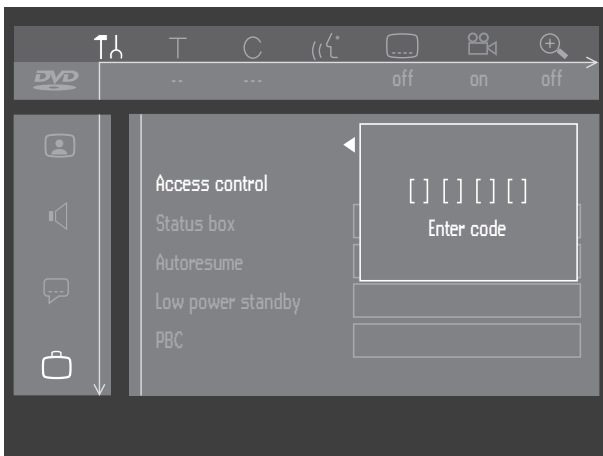 T C
DVD -- --- off on off
Access control
[ ] [ ] [ ] [ ]
Status box
Enter code
Autoresume
Low power standby
PBC